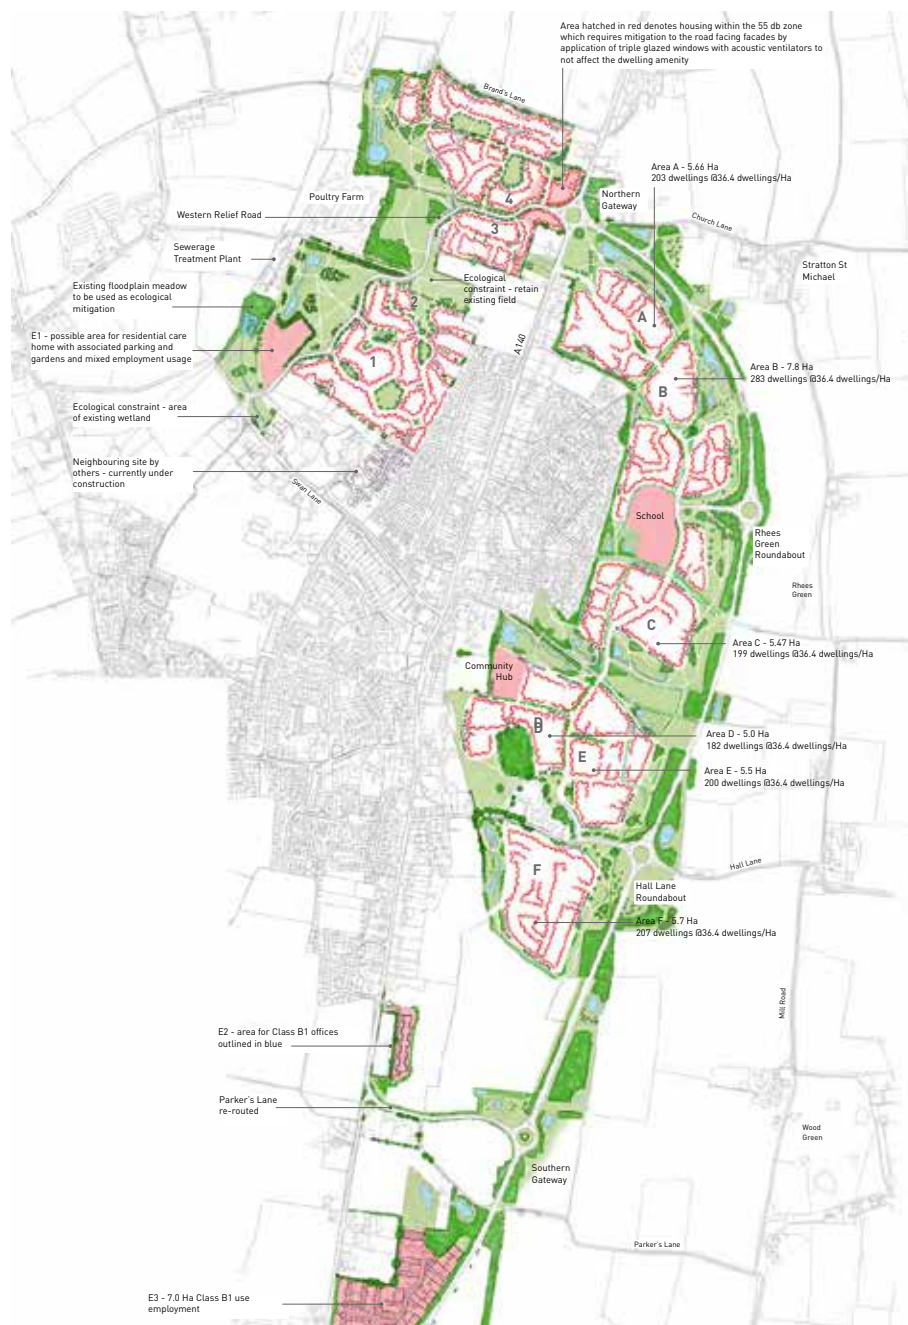 Area hatched in red denotes housing within the 55 db zone
which requires mitigation to the road facing facades by
application of triple glazed windows with acoustic ventilators to
not affect the dwelling amenity
Brand's Lane
Area A - 5.66 Ha
203 dwellings @36.4 dwellings/Ha
Poultry Farm
4
Northern
Gateway
Western Relief Road
Church Lane
3
Sewerage
Treatment Plant
Stratton St
Michael
Ecological
constraint - retain
existing field
Existing floodplain meadow
to be used as ecological
mitigation
2
A
A140
E1 - possible area for residential care
home with associated parking and
gardens and mixed employment usage
1
Area B - 7.8 Ha
283 dwellings @36.4 dwellings/Ha
B
Ecological constraint - area
of existing wetland
Neighbouring site by
others - currently under
construction
Swan Lane
School
Rhees
Green
Roundabout
Rhees
Green
C
Area C - 5.47 Ha
199 dwellings @36.4 dwellings/Ha
Community
Hub
D
Area D - 5.0 Ha
182 dwellings @36.4 dwellings/Ha
E
Area E - 5.5 Ha
200 dwellings @36.4 dwellings/Ha
Hall Lane
F
Hall Lane
Roundabout
Area F - 5.7 Ha
207 dwellings @36.4 dwellings/Ha
Mill Road
E2 - area for Class B1 offices
outlined in blue
Parker's Lane
re-routed
Wood
Green
Southern
Gateway
Parker's Lane
E3 - 7.0 Ha Class B1 use
employment